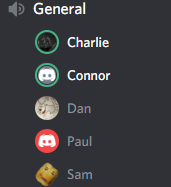 General
Charlie
Connor
Dan
Paul
Sam